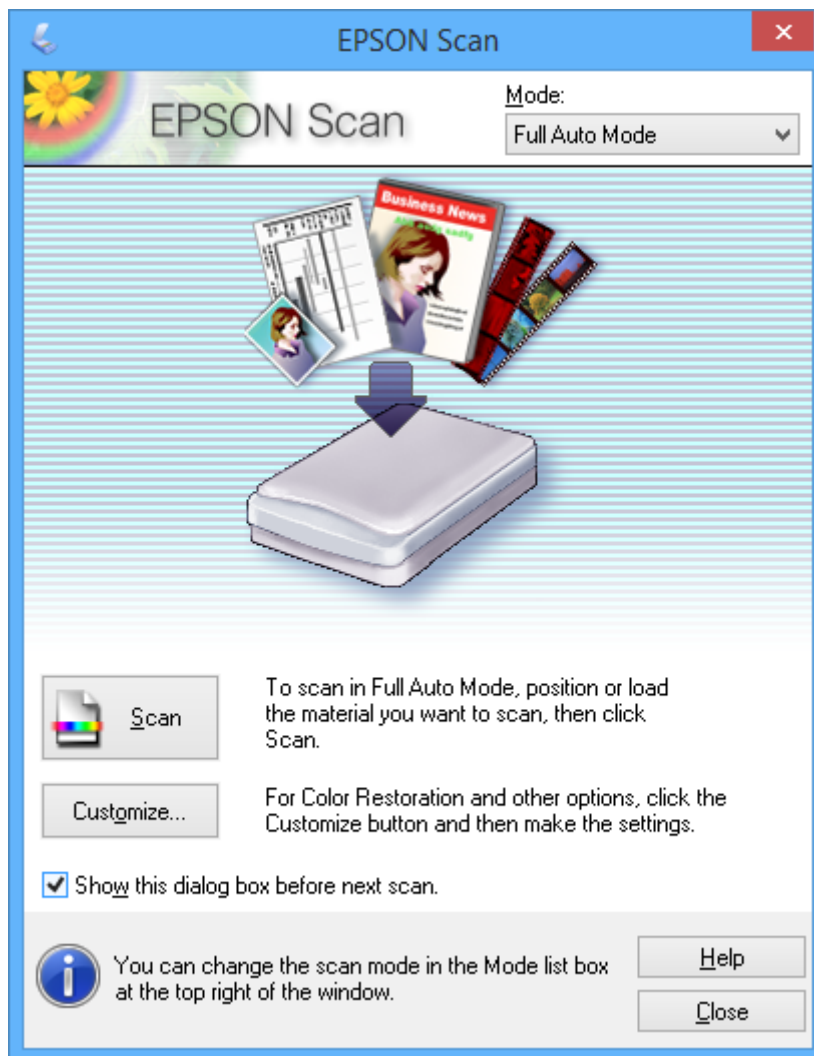 EPSON Scan
EPSON Scan
Mode:
Full Auto Mode
Business News
Scan
To scan in Full Auto Mode, position or load
the material you want to scan, then click
Scan.
Customize...
For Color Restoration and other options, click the
Customize button and then make the settings.
Show this dialog box before next scan.
You can change the scan mode in the Mode list box
at the top right of the window.
Help
Close